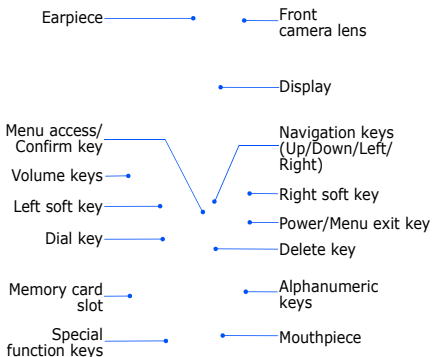 Earpiece
Front
camera lens
Display
Menu access/
Confirm key
Navigation keys
(Up/Down/Left/
Right)
Volume keys
Right soft key
Left soft key
Power/Menu exit key
Dial key
Delete key
Memory card
slot
Alphanumeric
keys
Special
function keys
Mouthpiece